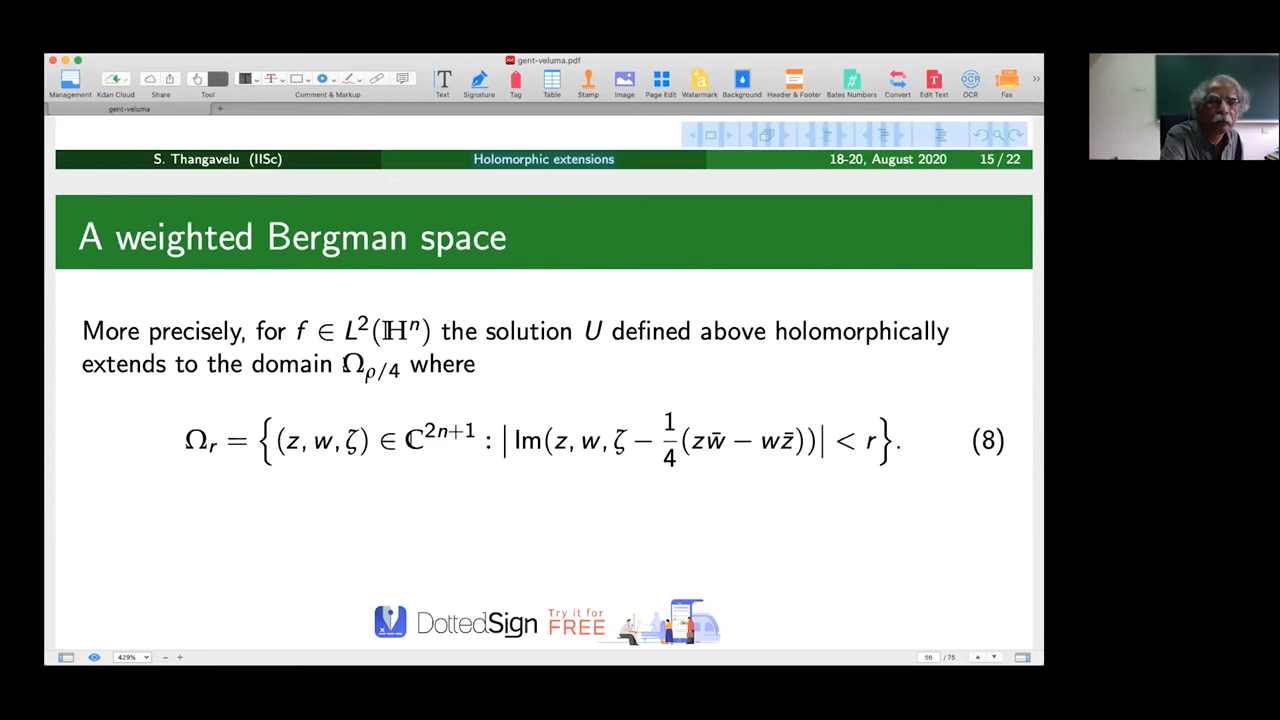 gent-veluma.pdf
Management Kdan Cloud Share Tool Comment & Markup Text Signature Tag Table Stamp Image Page Edit Watermark Background Header & Footer Bates Numbers Convert Edit Text OCR Fax
gent-veluma
S. Thangavelu (IISc) Holomorphic extensions 18-20, August 2020 15 / 22
A weighted Bergman space
More precisely, for f ∈ L²(ℍⁿ) the solution U defined above holomorphically
extends to the domain Ω_{ρ/4} where
Ω_r = {(z, w, ζ) ∈ ℂ^{2n+1} : |Im(z, w, ζ − 1/4 (z w̄ − w z̄))| < r}. (8)
DottedSign Try it for FREE
429% 56 / 75